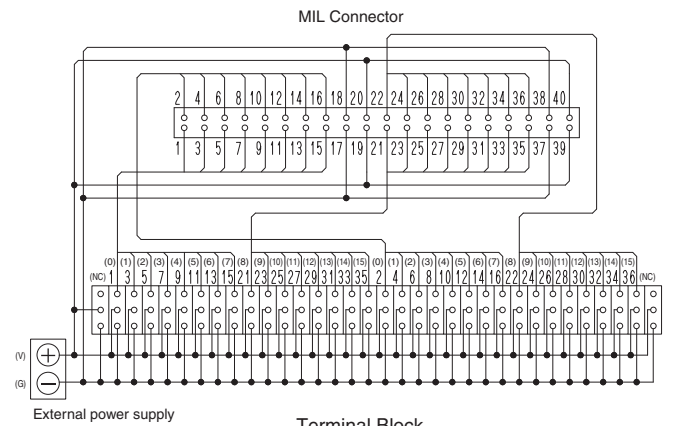 MIL Connector
2 4 6 8 10 12 14 16 18 20 22 24 26 28 30 32 34 36 38 40
1 3 5 7 9 11 13 15 17 19 21 23 25 27 29 31 33 35 37 39
(0) (1) (2) (3) (4) (5) (6) (7) (8) (9) (10) (11) (12) (13) (14) (15) (0) (1) (2) (3) (4) (5) (6) (7) (8) (9) (10) (11) (12) (13) (14) (15)
(NC) 1 3 5 7 9 11 13 15 21 23 25 27 29 31 33 35 2 4 6 8 10 12 14 16 22 24 26 28 30 32 34 36 (NC)
(V)
(G)
External power supply
Terminal Block